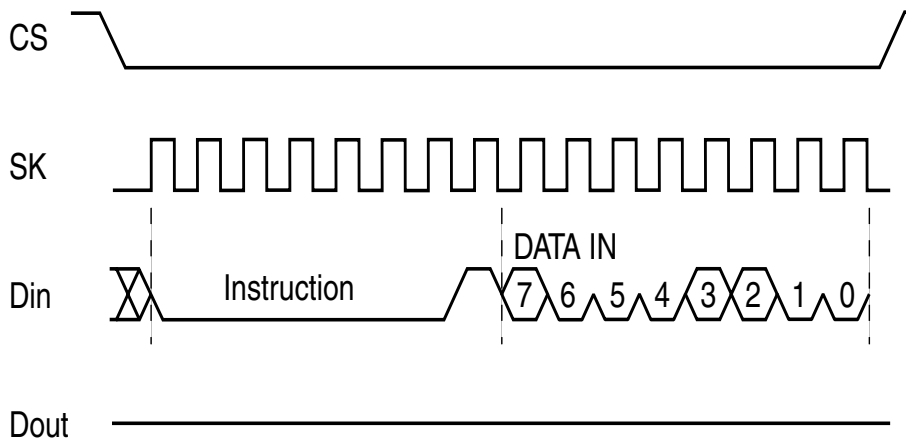 CS
SK
DATA IN
Din Instruction 7 6 5 4 3 2 1 0
Dout